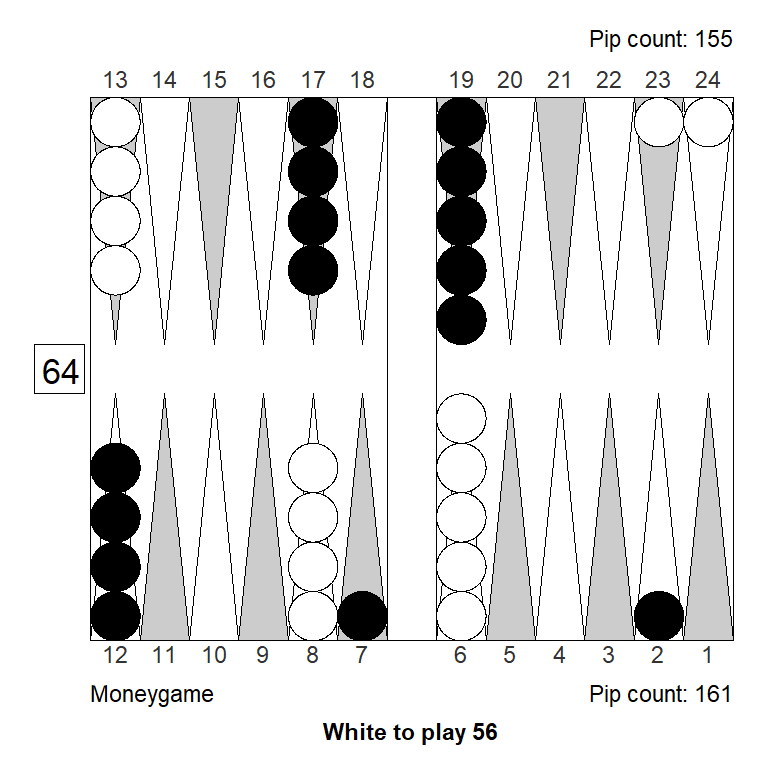 Pip count: 155
13 14 15 16 17 18 19 20 21 22 23 24
64
12 11 10 9 8 7 6 5 4 3 2 1
Moneygame Pip count: 161
White to play 56